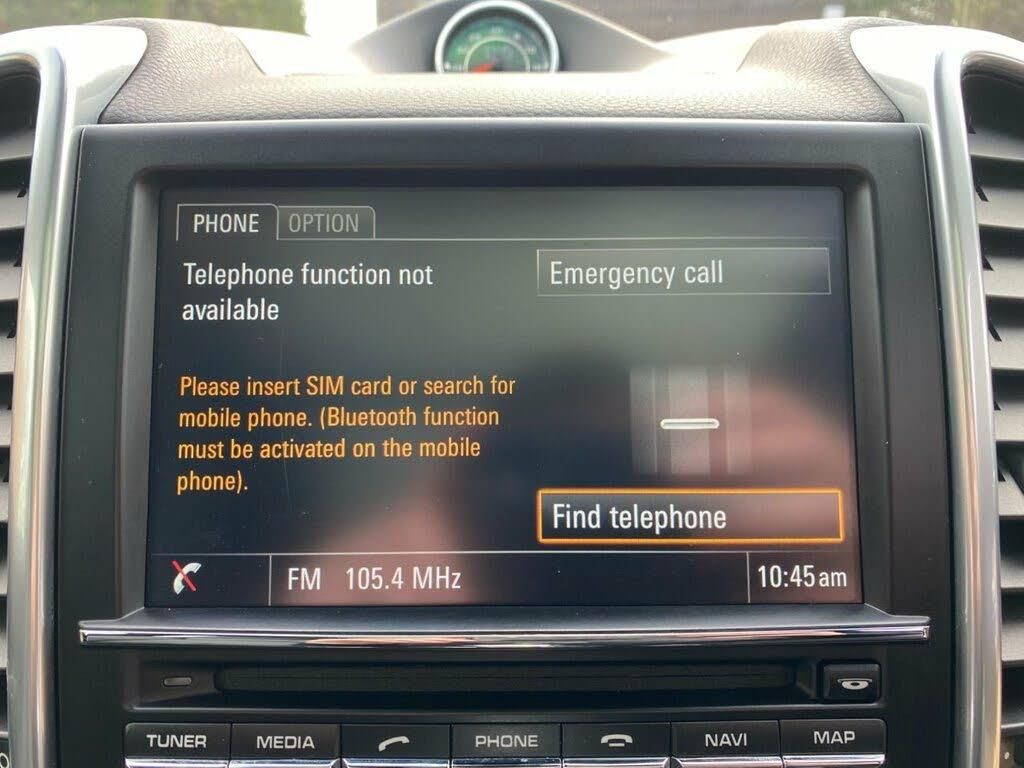 PHONE OPTION
Telephone function not
available
Emergency call
Please insert SIM card or search for
mobile phone. (Bluetooth function
must be activated on the mobile
phone).
Find telephone
FM 105.4 MHz 10:45am
TUNER MEDIA PHONE NAVI MAP